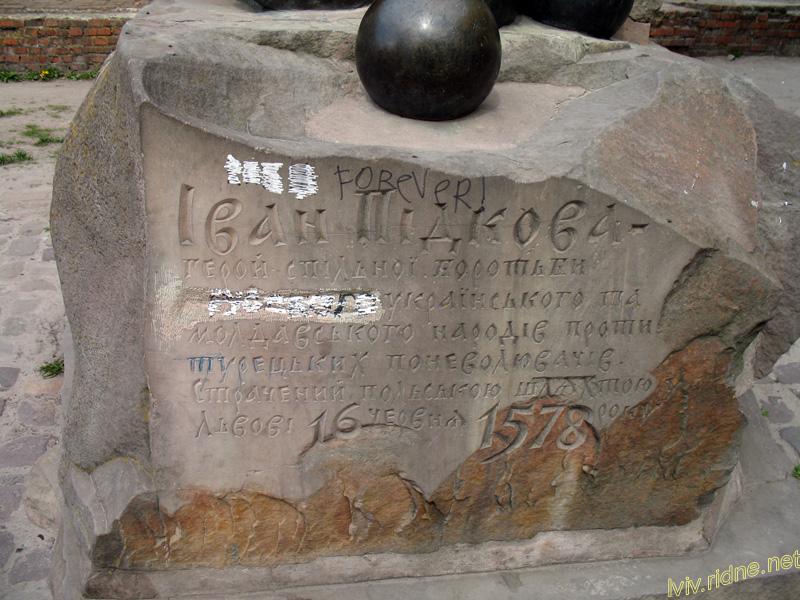 FOREVER!
Іван Підкова-
герой спільної боротьби
українського та
молдавського народів проти
турецьких поневолювачів.
Страчений польською шляхтою у
Львові 16 червня 1578 року
lviv.ridne.net